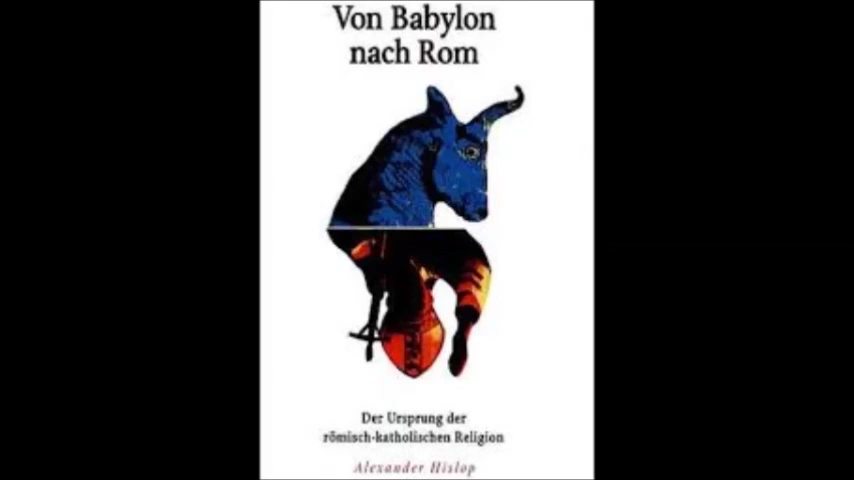 Von Babylon
nach Rom
Der Ursprung der
römisch-katholischen Religion
Alexander Hislop